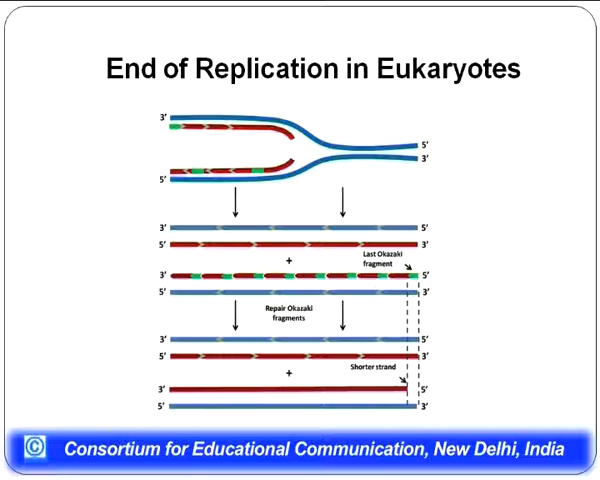 End of Replication in Eukaryotes
3'
5'
3'
5'
3' 5'
5' 3'
+
Last Okazaki
fragment
3' 5'
5' 3'
Repair Okazaki
fragments
3' 5'
5' 3'
+
Shorter strand
3' 5'
5' 3'
© Consortium for Educational Communication, New Delhi, India